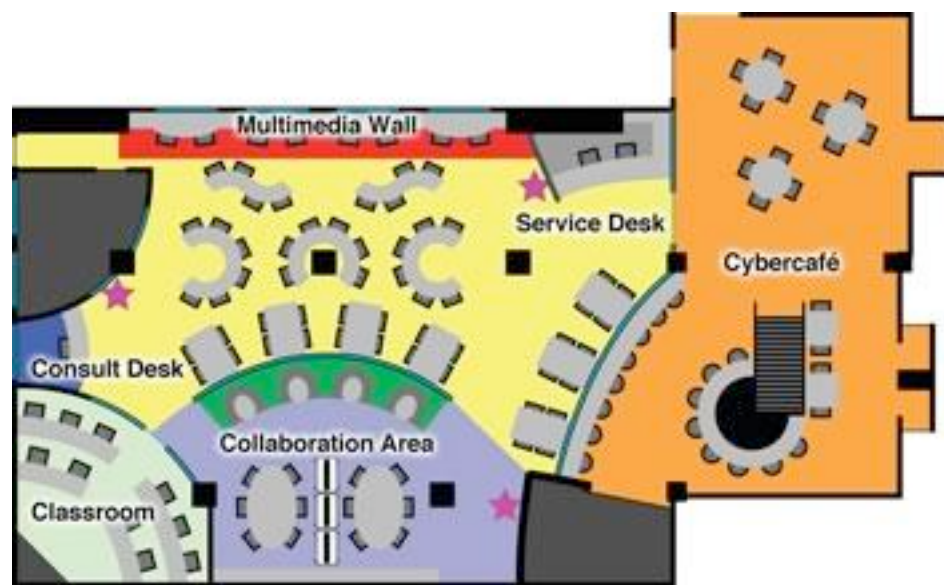 Multimedia Wall
Service Desk
Cybercafé
Consult Desk
Collaboration Area
Classroom